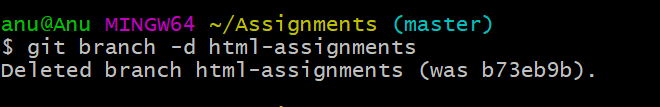 anu@Anu MINGW64 ~/Assignments (master)
$ git branch -d html-assignments
Deleted branch html-assignments (was b73eb9b).